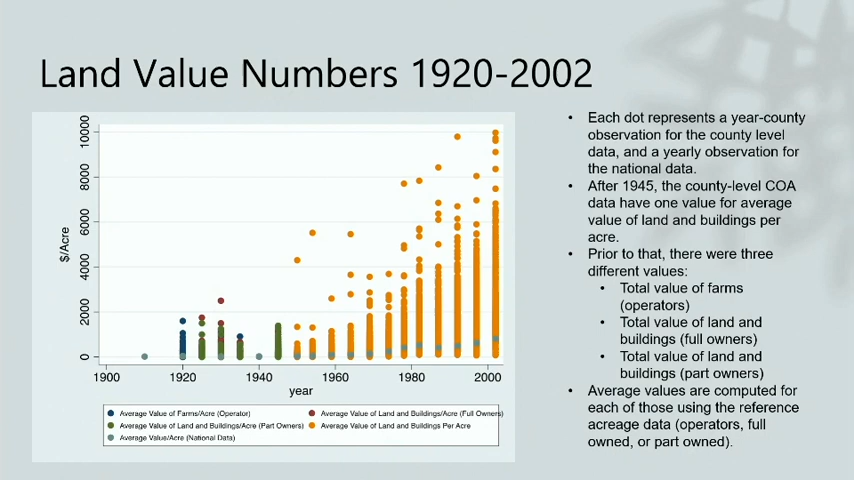 Land Value Numbers 1920-2002
10000
8000
6000
4000
2000
0
$/Acre
1900
1920
1940
1960
1980
2000
year
Average Value of Farms/Acre (Operator)
Average Value of Land and Buildings/Acre (Full Owners)
Average Value of Land and Buildings/Acre (Part Owners)
Average Value of Land and Buildings Per Acre
Average Value/Acre (National Data)
• Each dot represents a year-county
observation for the county level
data, and a yearly observation for
the national data.
• After 1945, the county-level COA
data have one value for average
value of land and buildings per
acre.
• Prior to that, there were three
different values:
• Total value of farms
(operators)
• Total value of land and
buildings (full owners)
• Total value of land and
buildings (part owners)
• Average values are computed for
each of those using the reference
acreage data (operators, full
owned, or part owned).